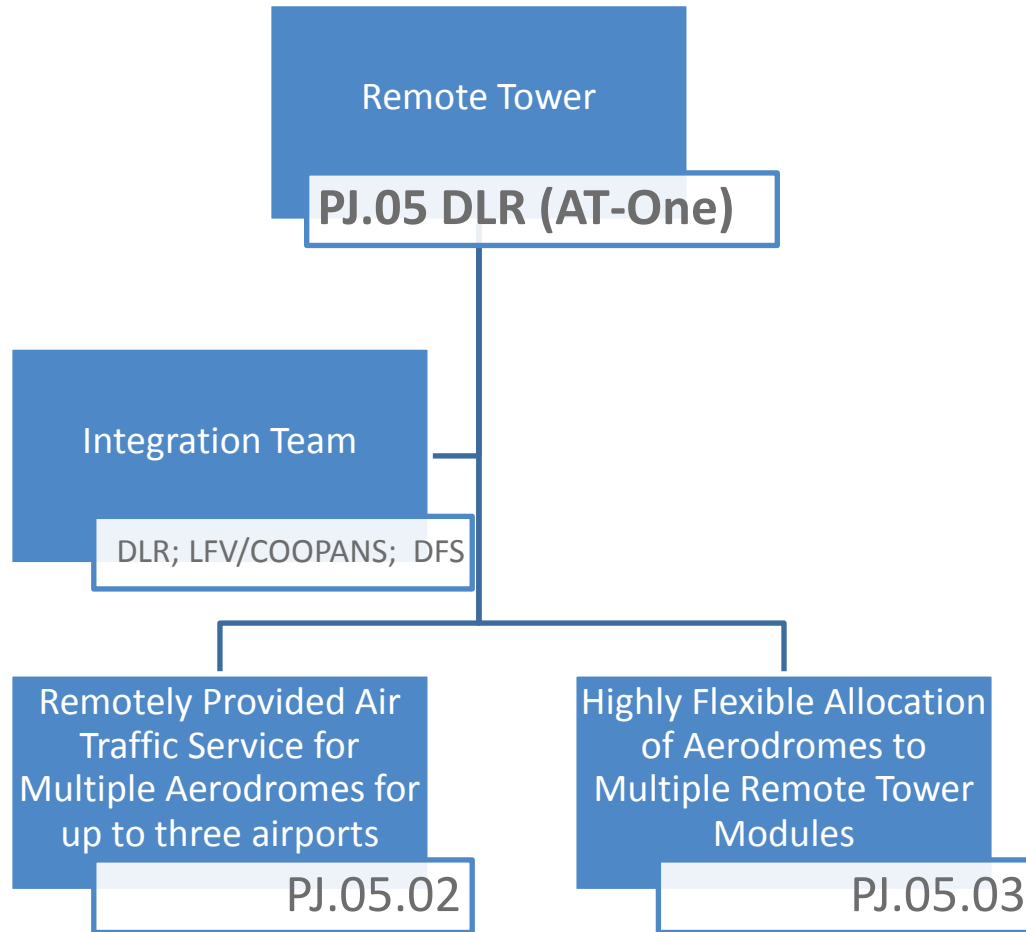 Remote Tower
PJ.05 DLR (AT-One)
Integration Team
DLR; LFV/COOPANS; DFS
Remotely Provided Air
Traffic Service for
Multiple Aerodromes for
up to three airports
PJ.05.02
Highly Flexible Allocation
of Aerodromes to
Multiple Remote Tower
Modules
PJ.05.03